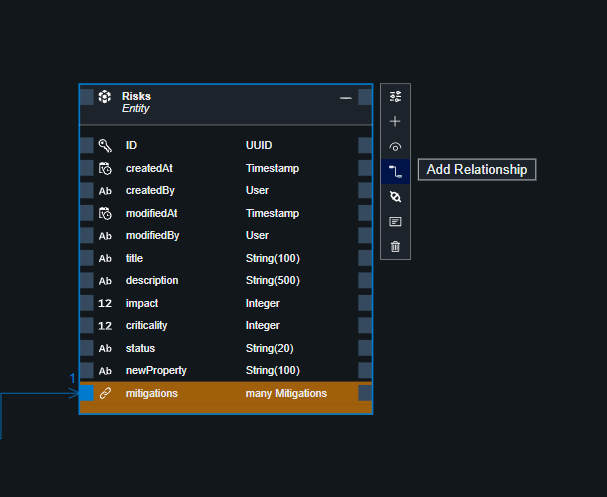 Risks
Entity
ID UUID
createdAt Timestamp
Ab createdBy User
modifiedAt Timestamp
Ab modifiedBy User
Ab title String(100)
Ab description String(500)
12 impact Integer
12 criticality Integer
Ab status String(20)
Ab newProperty String(100)
1
mitigations many Mitigations
Add Relationship